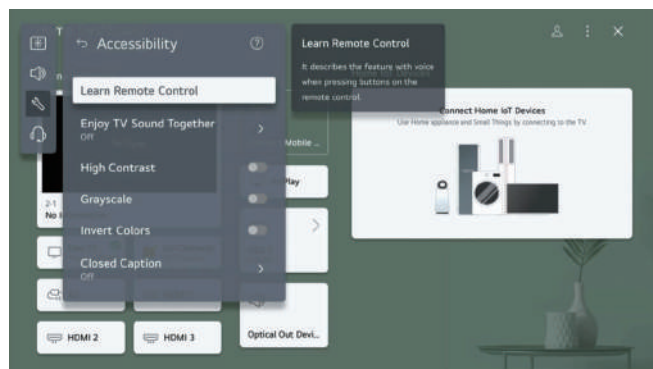 Accessibility
Learn Remote Control
Enjoy TV Sound Together
Off
High Contrast
Grayscale
Invert Colors
Closed Caption
Off
Learn Remote Control
It describes the feature with voice
when pressing buttons on the
remote control.
Connect Home IoT Devices
Use Home appliance and Small Things by connecting to the TV.
Mobile ...
Play
2-1
No
HDMI 2
HDMI 3
Optical Out Devi...